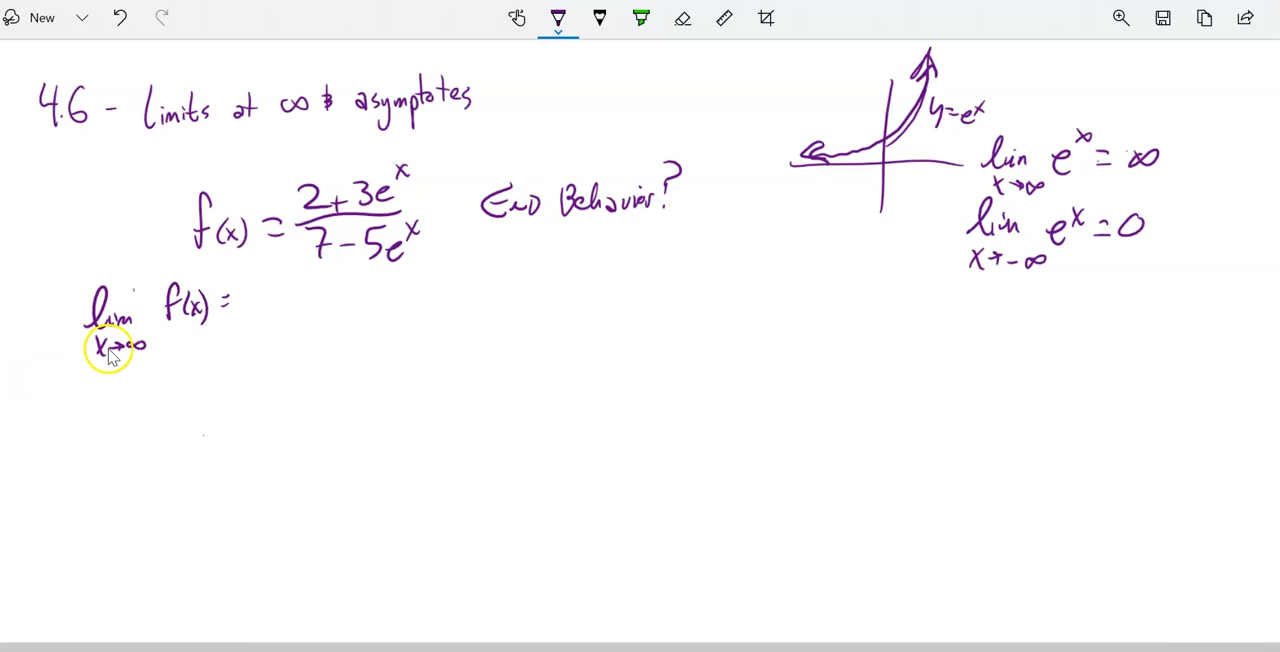 New
4.6 - Limits at ∞ & asymptotes
y=e^x
lim e^x = ∞
x→∞
f(x) = (2+3e^x)/(7-5e^x) End Behavior?
lim e^x = 0
x→-∞
lim f(x) =
x→∞